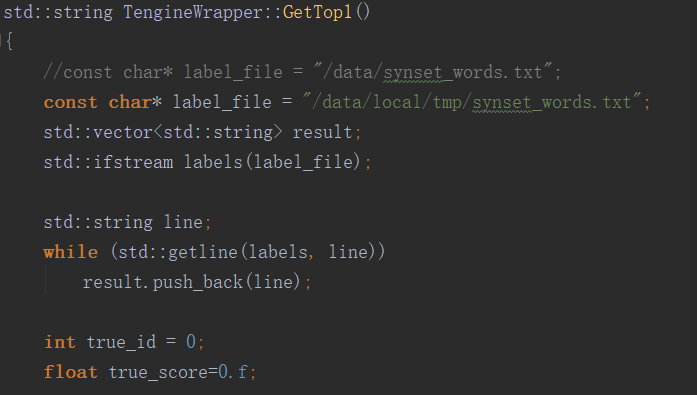 std::string TengineWrapper::GetTop1()
{
//const char* label_file = "/data/synset_words.txt";
const char* label_file = "/data/local/tmp/synset_words.txt";
std::vector<std::string> result;
std::ifstream labels(label_file);
std::string line;
while (std::getline(labels, line))
result.push_back(line);
int true_id = 0;
float true_score=0.f;